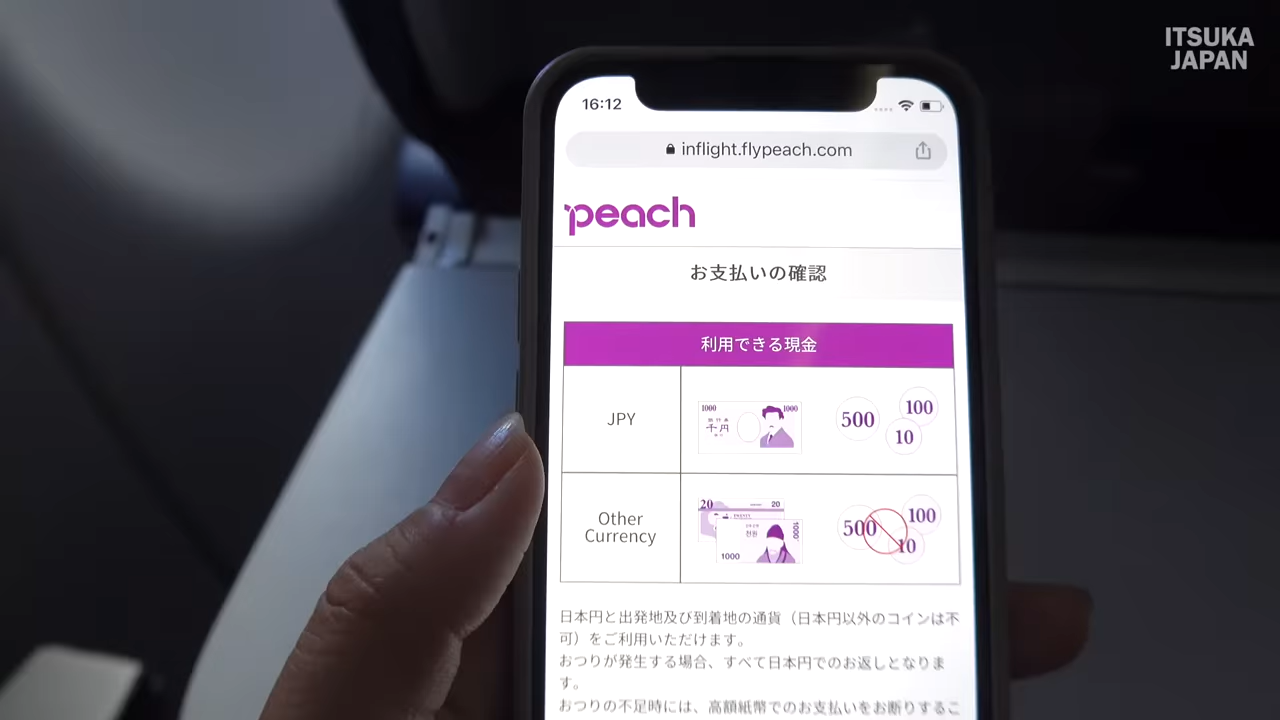 ITSUKA
JAPAN
16:12
inflight.flypeach.com
peach
お支払いの確認
利用できる現金
JPY
1000
1000
千円
500
100
10
Other
Currency
20
20
1000
1000
500
100
10
日本円と出発地及び到着地の通貨（日本円以外のコインは不
可）をご利用いただけます。
おつりが発生する場合、すべて日本円でのお返しとなりま
す。
おつりの不足時には、高額紙幣でのお支払いをお断りするこ